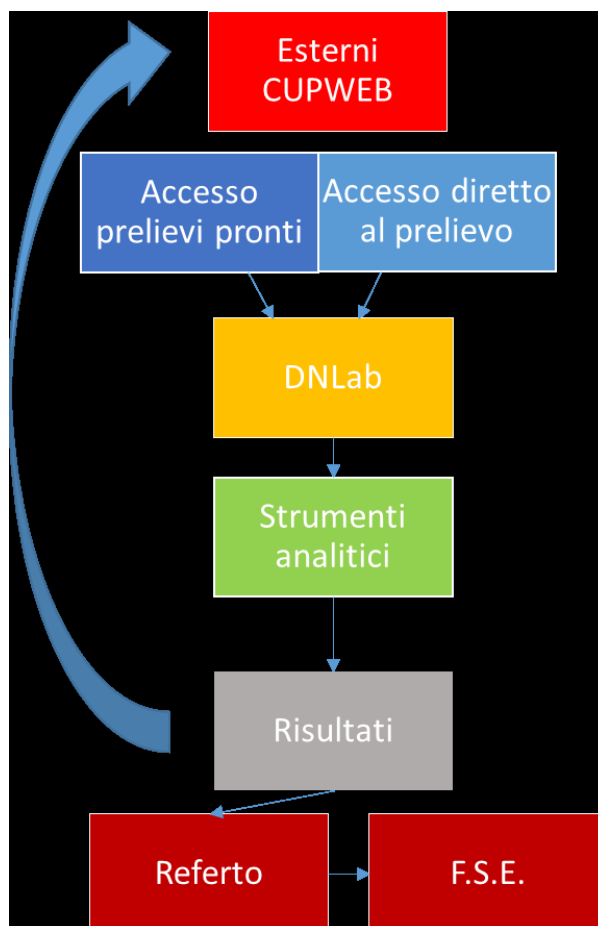 Esterni
CUPWEB
Accesso
prelievi pronti
Accesso diretto
al prelievo
DNLab
Strumenti
analitici
Risultati
Referto
F.S.E.